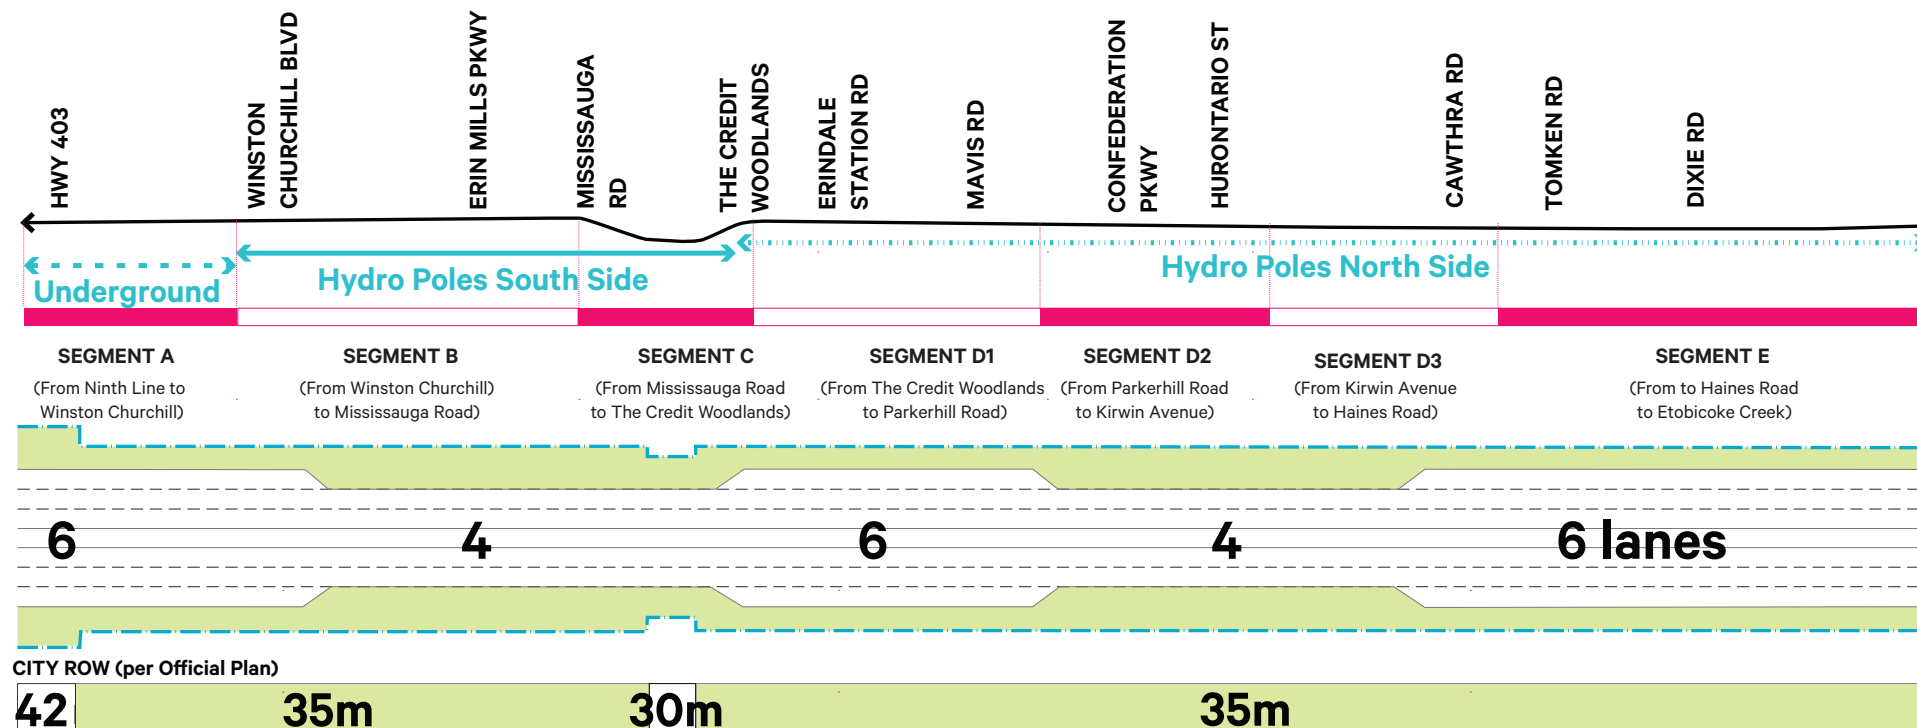 HWY 403
WINSTON
CHURCHILL BLVD
ERIN MILLS PKWY
MISSISSAUGA
RD
THE CREDIT
WOODLANDS
ERINDALE
STATION RD
MAVIS RD
CONFEDERATION
PKWY
HURONTARIO ST
CAWTHRA RD
TOMKEN RD
DIXIE RD
Underground
Hydro Poles South Side
Hydro Poles North Side
SEGMENT A
(From Ninth Line to
Winston Churchill)
SEGMENT B
(From Winston Churchill)
to Mississauga Road)
SEGMENT C
(From Mississauga Road
to The Credit Woodlands)
SEGMENT D1
(From The Credit Woodlands
to Parkerhill Road)
SEGMENT D2
(From Parkerhill Road
to Kirwin Avenue)
SEGMENT D3
(From Kirwin Avenue
to Haines Road)
SEGMENT E
(From to Haines Road
to Etobicoke Creek)
6
4
6
4
6 lanes
CITY ROW (per Official Plan)
42
35m
30m
35m